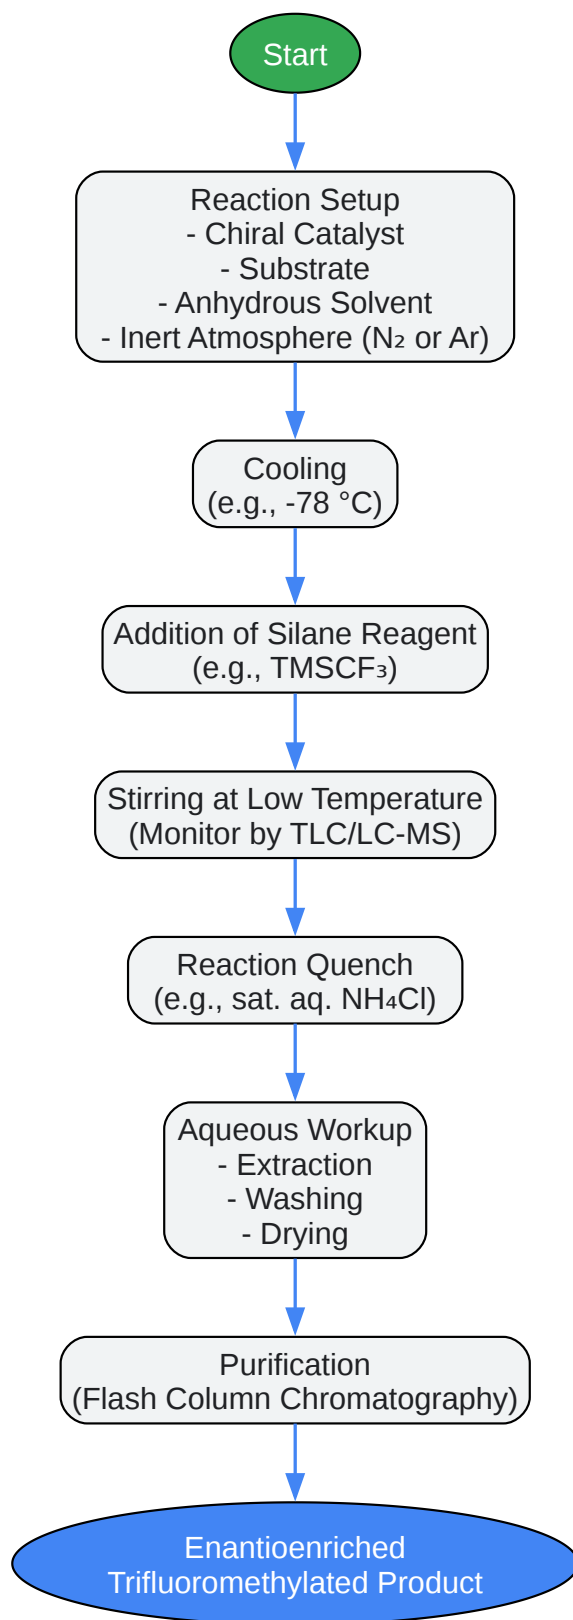 Start
Reaction Setup
- Chiral Catalyst
- Substrate
- Anhydrous Solvent
- Inert Atmosphere (N₂ or Ar)
Cooling
(e.g., -78 °C)
Addition of Silane Reagent
(e.g., TMSCF₃)
Stirring at Low Temperature
(Monitor by TLC/LC-MS)
Reaction Quench
(e.g., sat. aq. NH₄Cl)
Aqueous Workup
- Extraction
- Washing
- Drying
Purification
(Flash Column Chromatography)
Enantioenriched
Trifluoromethylated Product